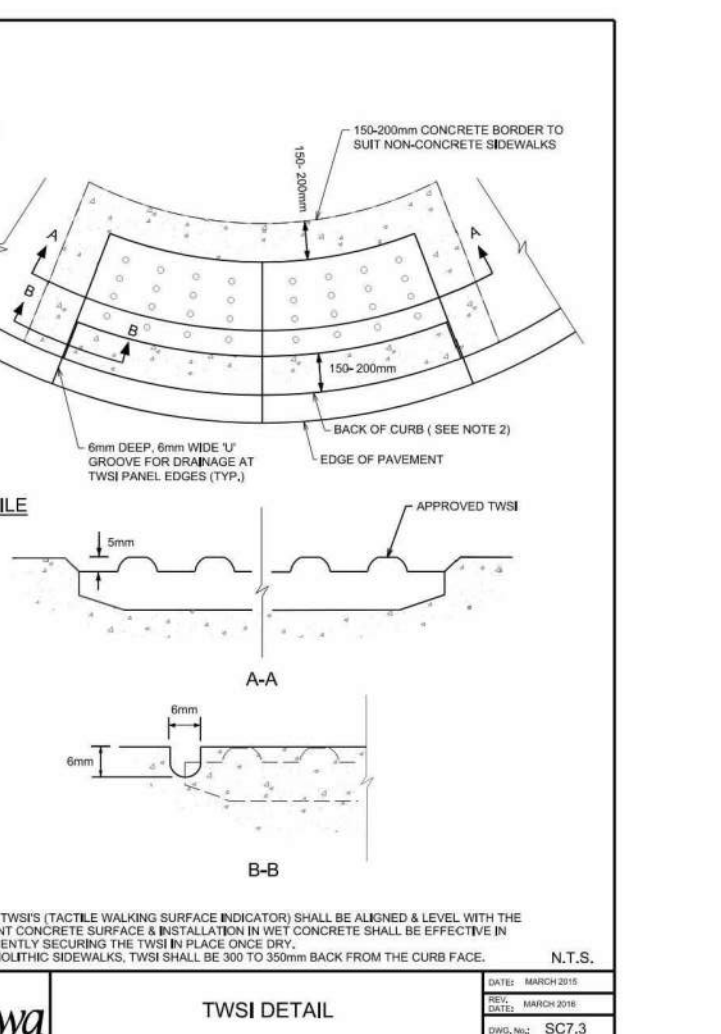 150-200mm CONCRETE BORDER TO
SUIT NON-CONCRETE SIDEWALKS
150- 200mm
A
A
B
B
150- 200mm
BACK OF CURB ( SEE NOTE 2)
EDGE OF PAVEMENT
6mm DEEP, 6mm WIDE 'U'
GROOVE FOR DRAINAGE AT
TWSI PANEL EDGES (TYP.)
ILE
APPROVED TWSI
5mm
A-A
6mm
6mm
B-B
TWSI'S (TACTILE WALKING SURFACE INDICATOR) SHALL BE ALIGNED & LEVEL WITH THE
NT CONCRETE SURFACE & INSTALLATION IN WET CONCRETE SHALL BE EFFECTIVE IN
ENTLY SECURING THE TWSI IN PLACE ONCE DRY.
OLITHIC SIDEWALKS, TWSI SHALL BE 300 TO 350mm BACK FROM THE CURB FACE.
N.T.S.
wa
TWSI DETAIL
DATE: MARCH 2015
REV. DATE: MARCH 2016
DWG. No.: SC7.3